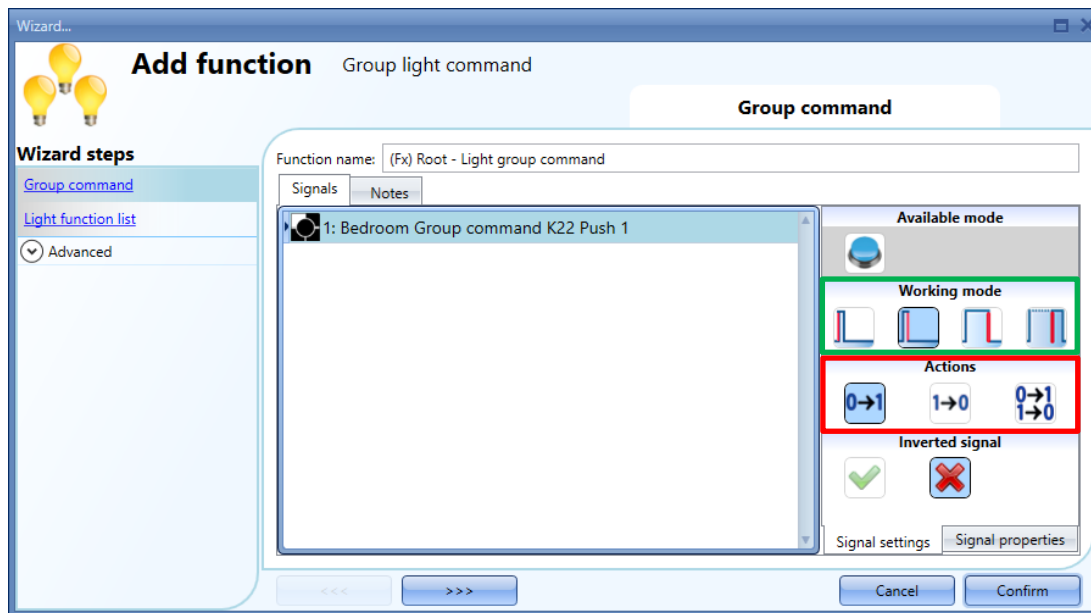 Wizard...
Add function Group light command
Group command
Wizard steps
Group command
Light function list
Advanced
Function name: (Fx) Root - Light group command
Signals Notes
1: Bedroom Group command K22 Push 1
Available mode
Working mode
Actions
0→1 1→0 0→1
1→0
Inverted signal
Signal settings Signal properties
<<< >>> Cancel Confirm